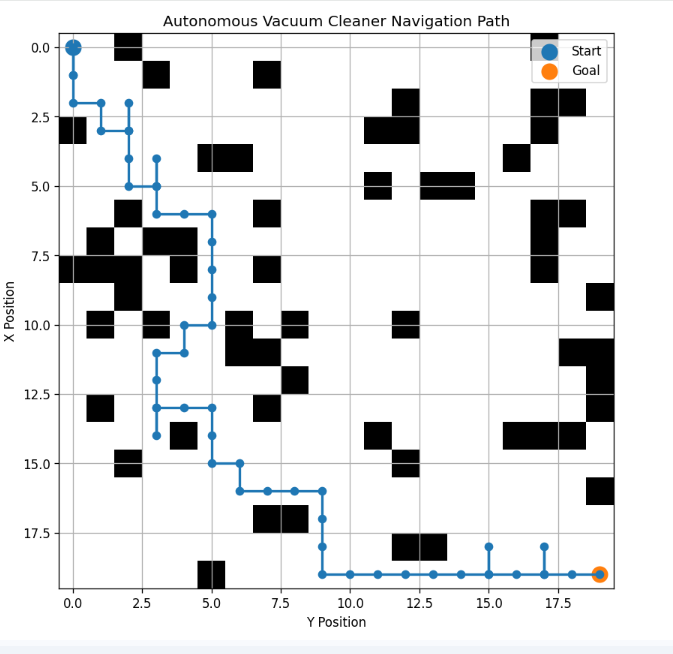 Autonomous Vacuum Cleaner Navigation Path
Start
Goal
0.0
2.5
5.0
7.5
10.0
12.5
15.0
17.5
X Position
0.0 2.5 5.0 7.5 10.0 12.5 15.0 17.5
Y Position